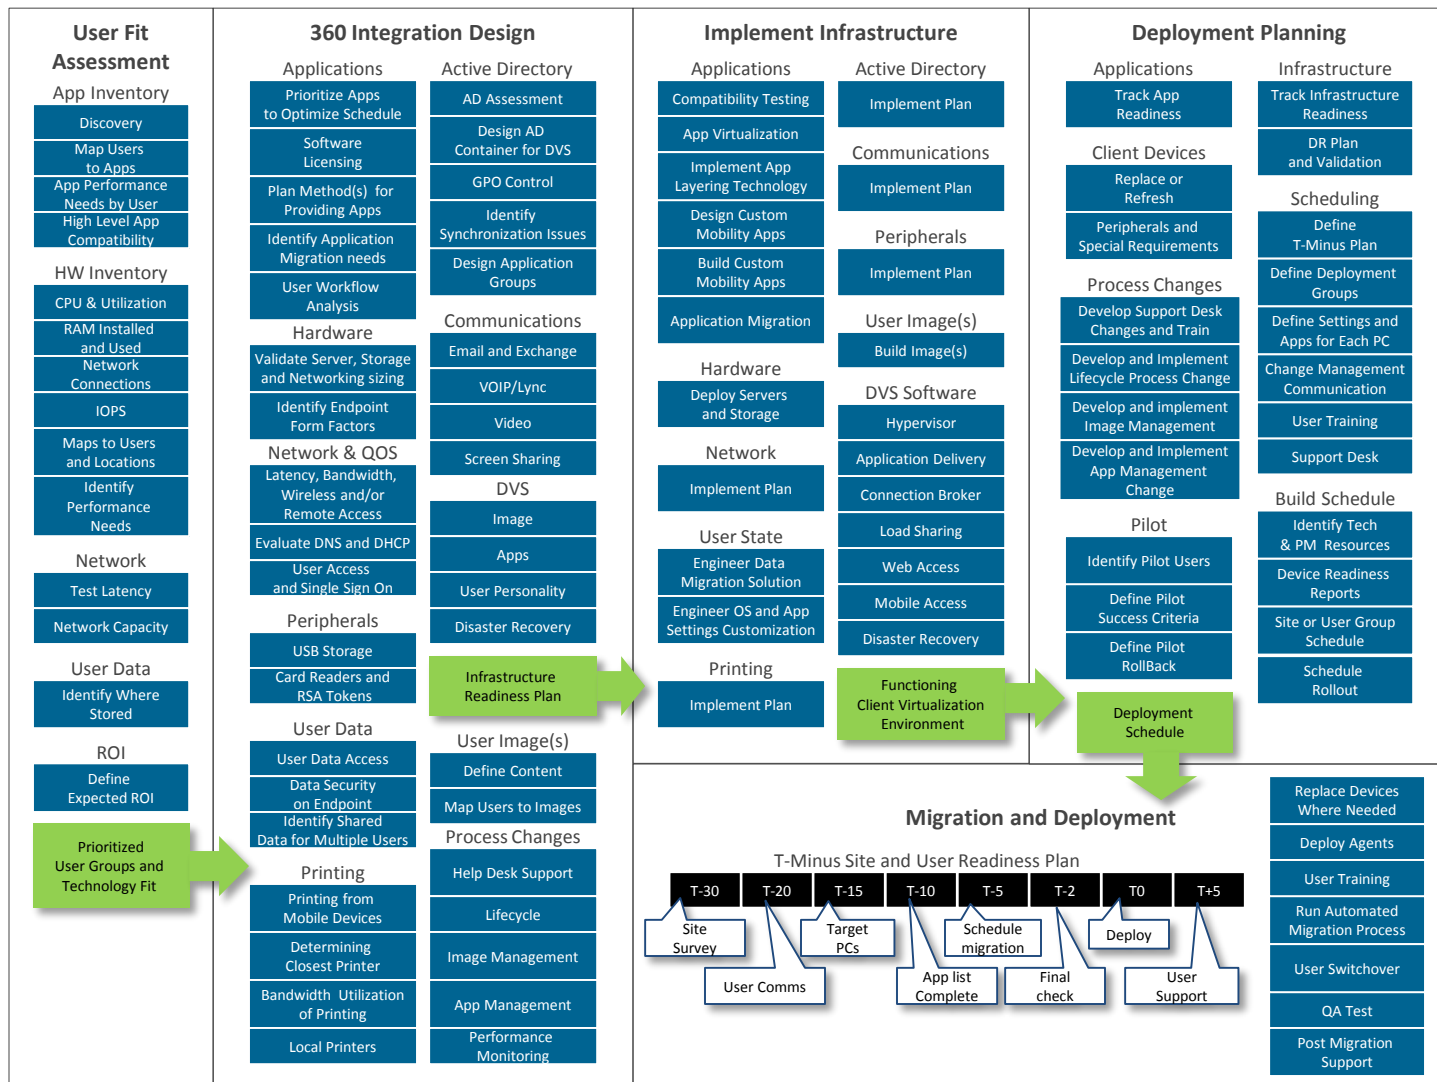 User Fit
Assessment
App Inventory
Discovery
Map Users
to Apps
App Performance
Needs by User
High Level App
Compatibility
HW Inventory
CPU & Utilization
RAM Installed
and Used
Network
Connections
IOPS
Maps to Users
and Locations
Identify
Performance
Needs
Network
Test Latency
Network Capacity
User Data
Identify Where
Stored
ROI
Define
Expected ROI
Prioritized
User Groups and
Technology Fit
360 Integration Design
Applications
Prioritize Apps
to Optimize Schedule
Software
Licensing
Plan Method(s) for
Providing Apps
Identify Application
Migration needs
User Workflow
Analysis
Hardware
Validate Server, Storage
and Networking sizing
Identify Endpoint
Form Factors
Network & QOS
Latency, Bandwidth,
Wireless and/or
Remote Access
Evaluate DNS and DHCP
User Access
and Single Sign On
Peripherals
USB Storage
Card Readers and
RSA Tokens
User Data
User Data Access
Data Security
on Endpoint
Identify Shared
Data for Multiple Users
Printing
Printing from
Mobile Devices
Determining
Closest Printer
Bandwidth Utilization
of Printing
Local Printers
Active Directory
AD Assessment
Design AD
Container for DVS
GPO Control
Identify
Synchronization Issues
Design Application
Groups
Communications
Email and Exchange
VOIP/Lync
Video
Screen Sharing
DVS
Image
Apps
User Personality
Disaster Recovery
Infrastructure
Readiness Plan
User Image(s)
Define Content
Map Users to Images
Process Changes
Help Desk Support
Lifecycle
Image Management
App Management
Performance
Monitoring
Implement Infrastructure
Applications
Compatibility Testing
App Virtualization
Implement App
Layering Technology
Design Custom
Mobility Apps
Build Custom
Mobility Apps
Application Migration
Hardware
Deploy Servers
and Storage
Network
Implement Plan
User State
Engineer Data
Migration Solution
Engineer OS and App
Settings Customization
Printing
Implement Plan
Active Directory
Implement Plan
Communications
Implement Plan
Peripherals
Implement Plan
User Image(s)
Build Image(s)
DVS Software
Hypervisor
Application Delivery
Connection Broker
Load Sharing
Web Access
Mobile Access
Disaster Recovery
Functioning
Client Virtualization
Environment
Deployment Planning
Applications
Track App
Readiness
Client Devices
Replace or
Refresh
Peripherals and
Special Requirements
Process Changes
Develop Support Desk
Changes and Train
Develop and Implement
Lifecycle Process Change
Develop and implement
Image Management
Develop and Implement
App Management
Change
Pilot
Identify Pilot Users
Define Pilot
Success Criteria
Define Pilot
RollBack
Deployment
Schedule
Infrastructure
Track Infrastructure
Readiness
DR Plan
and Validation
Scheduling
Define
T-Minus Plan
Define Deployment
Groups
Define Settings and
Apps for Each PC
Change Management
Communication
User Training
Support Desk
Build Schedule
Identify Tech
& PM Resources
Device Readiness
Reports
Site or User Group
Schedule
Schedule
Rollout
Migration and Deployment
T-Minus Site and User Readiness Plan
T-30 T-20 T-15 T-10 T-5 T-2 T0 T+5
Site
Survey
User Comms
Target
PCs
App list
Complete
Schedule
migration
Final
check
Deploy
User
Support
Replace Devices
Where Needed
Deploy Agents
User Training
Run Automated
Migration Process
User Switchover
QA Test
Post Migration
Support